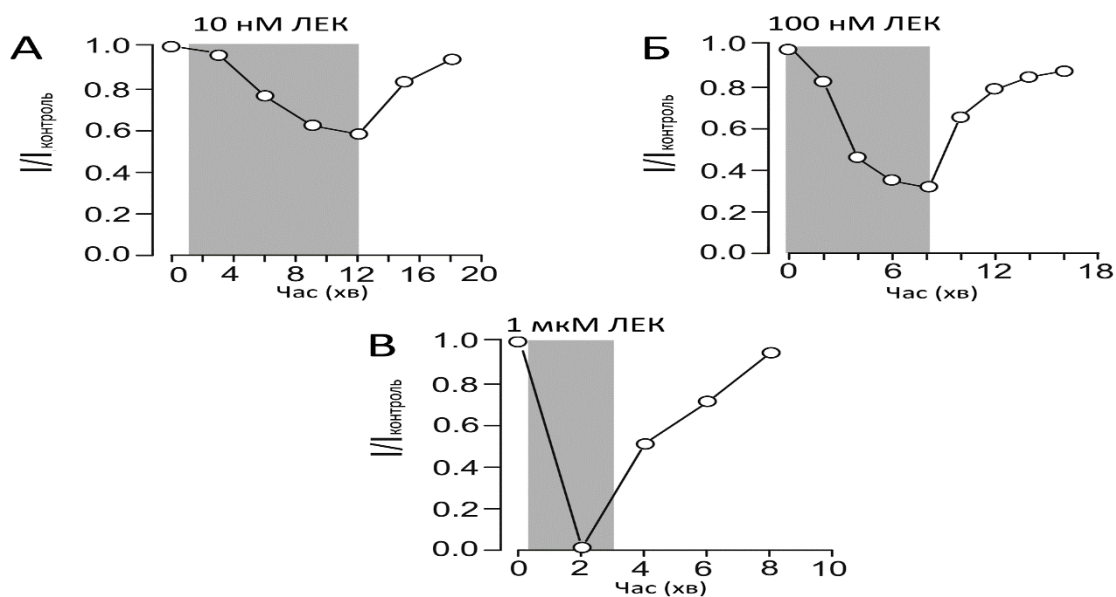 А
10 нМ ЛЕК
I/Iконтроль
1.0
0.8
0.6
0.4
0.2
0.0
0 4 8 12 16 20
Час (хв)
Б
100 нМ ЛЕК
I/Iконтроль
1.0
0.8
0.6
0.4
0.2
0.0
0 6 12 18
Час (хв)
В
1 мкМ ЛЕК
I/Iконтроль
1.0
0.8
0.6
0.4
0.2
0.0
0 2 4 6 8 10
Час (хв)